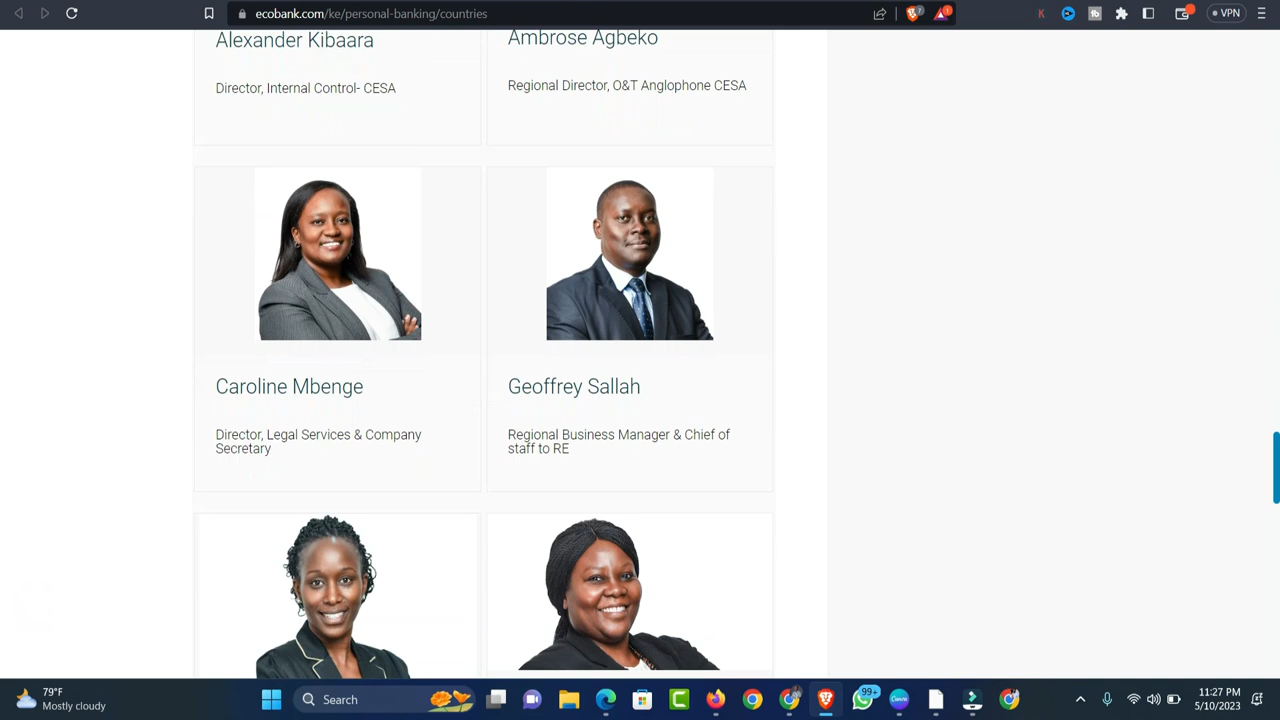 ecobank.com/ke/personal-banking/countries
VPN
Alexander Kibaara
Ambrose Agbeko
Director, Internal Control- CESA
Regional Director, O&T Anglophone CESA
Caroline Mbenge
Geoffrey Sallah
Director, Legal Services & Company
Secretary
Regional Business Manager & Chief of
staff to RE
79°F
Mostly cloudy
Search
99+
11:27 PM
5/10/2023